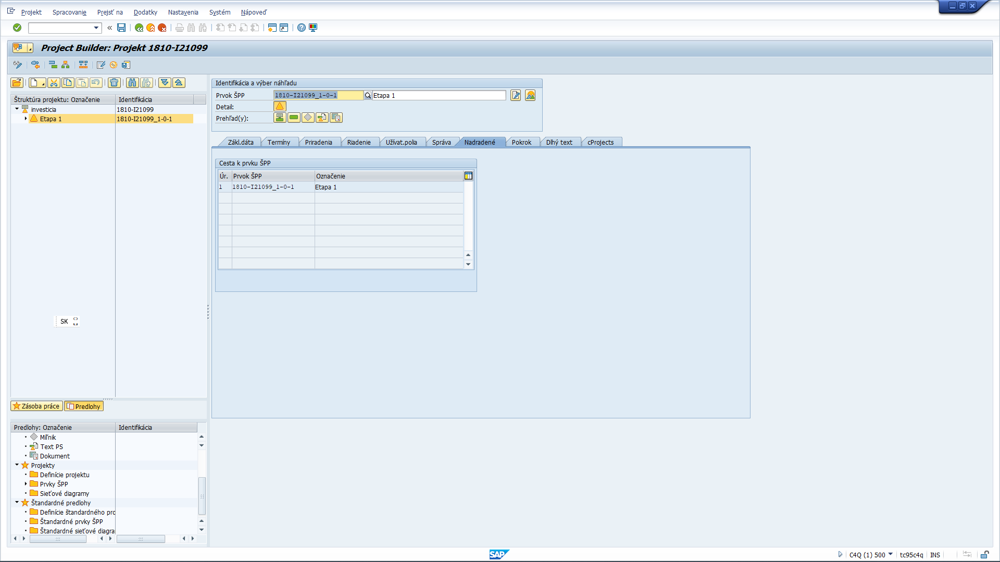 Projekt Spracovanie Prejsť na Dodatky Nastavenia Systém Nápoveď
Project Builder: Projekt 1810-I21099
Štruktúra projektu: Označenie Identifikácia
investicia 1810-I21099
Etapa 1 1810-I21099_1-0-1
SK
Zásoba práce Predlohy
Predlohy: Označenie Identifikácia
Míľnik
Text PS
Dokument
Projekty
Definície projektu
Prvky ŠPP
Sieťové diagramy
Štandardné predlohy
Definície štandardného pro
Štandardné prvky ŠPP
Štandardné sieťové diagra
Identifikácia a výber náhľadu
Prvok ŠPP 1810-I21099_1-0-1 Etapa 1
Detail:
Prehľad(y):
Zákl.dáta Termíny Priradenia Riadenie Užívat.polia Správa Nadradené Pokrok Dlhý text cProjects
Cesta k prvku ŠPP
Úr. Prvok ŠPP Označenie
1 1810-I21099_1-0-1 Etapa 1
SAP
C4Q (1) 500 tc95c4q INS